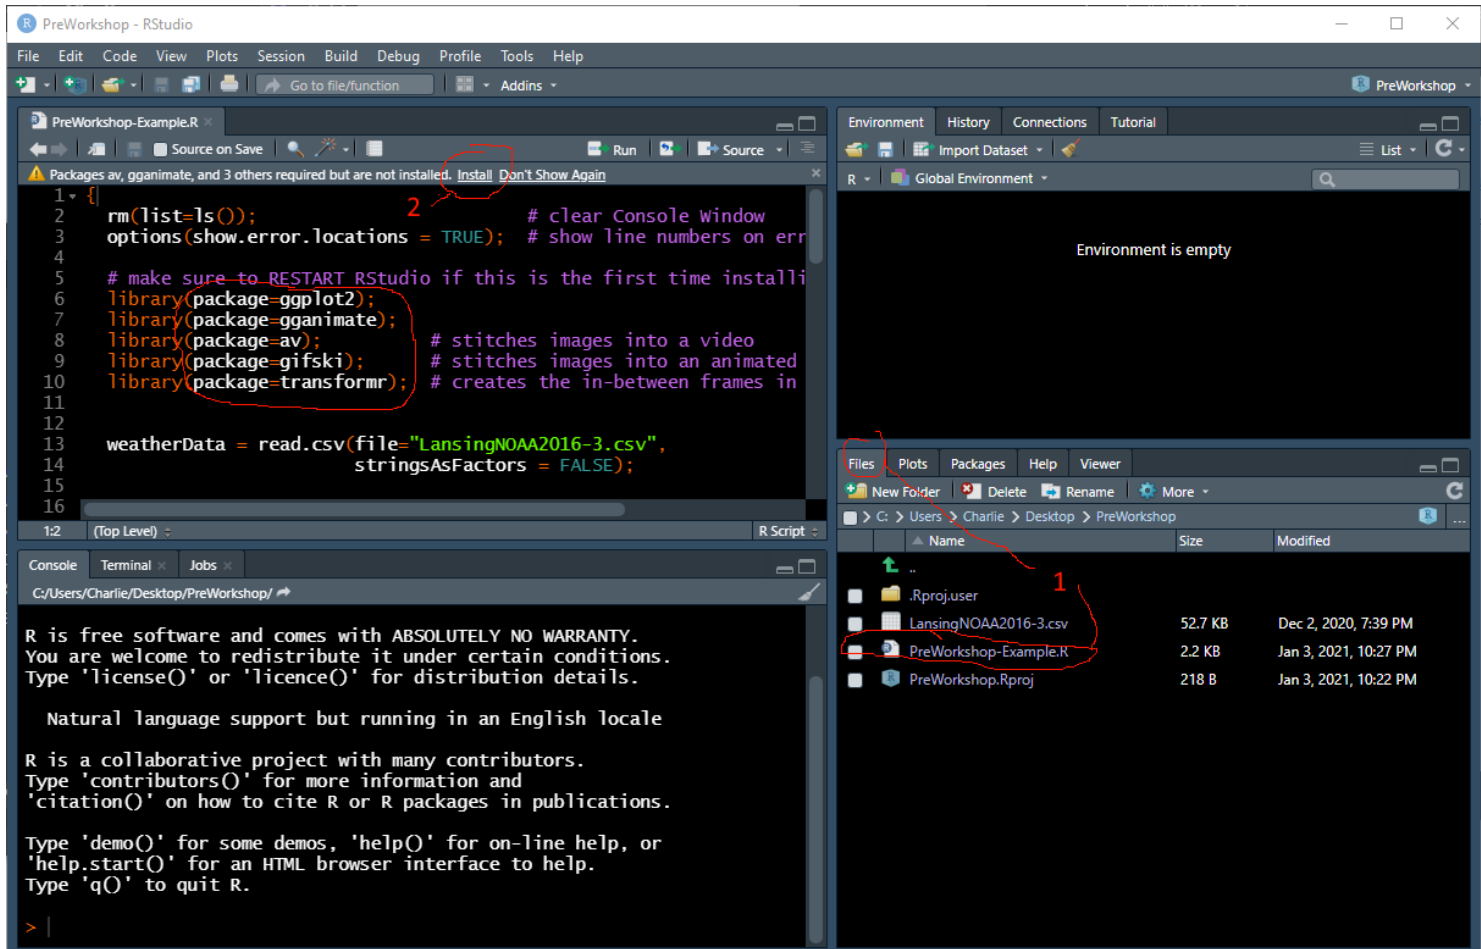 PreWorkshop - RStudio
File Edit Code View Plots Session Build Debug Profile Tools Help
Go to file/function Addins PreWorkshop
PreWorkshop-Example.R
Source on Save Run Source
Packages av, gganimate, and 3 others required but are not installed. Install Don't Show Again
2
1 {
2 rm(list=ls()); # clear Console Window
3 options(show.error.locations = TRUE); # show line numbers on err
4
5 # make sure to RESTART RStudio if this is the first time installi
6 library(package=ggplot2);
7 library(package=gganimate);
8 library(package=av); # stitches images into a video
9 library(package=gifski); # stitches images into an animated
10 library(package=transformr); # creates the in-between frames in
11
12
13 weatherData = read.csv(file="LansingNOAA2016-3.csv",
14 stringsAsFactors = FALSE);
15
16
1:2 (Top Level) R Script
Console Terminal Jobs
C:/Users/Charlie/Desktop/PreWorkshop/
R is free software and comes with ABSOLUTELY NO WARRANTY.
You are welcome to redistribute it under certain conditions.
Type 'license()' or 'licence()' for distribution details.
Natural language support but running in an English locale
R is a collaborative project with many contributors.
Type 'contributors()' for more information and
'citation()' on how to cite R or R packages in publications.
Type 'demo()' for some demos, 'help()' for on-line help, or
'help.start()' for an HTML browser interface to help.
Type 'q()' to quit R.
>
Environment History Connections Tutorial
Import Dataset List
R Global Environment
Environment is empty
Files Plots Packages Help Viewer
New Folder Delete Rename More
C: > Users > Charlie > Desktop > PreWorkshop ...
Name Size Modified
..
1
.Rproj.user
LansingNOAA2016-3.csv 52.7 KB Dec 2, 2020, 7:39 PM
PreWorkshop-Example.R 2.2 KB Jan 3, 2021, 10:27 PM
PreWorkshop.Rproj 218 B Jan 3, 2021, 10:22 PM